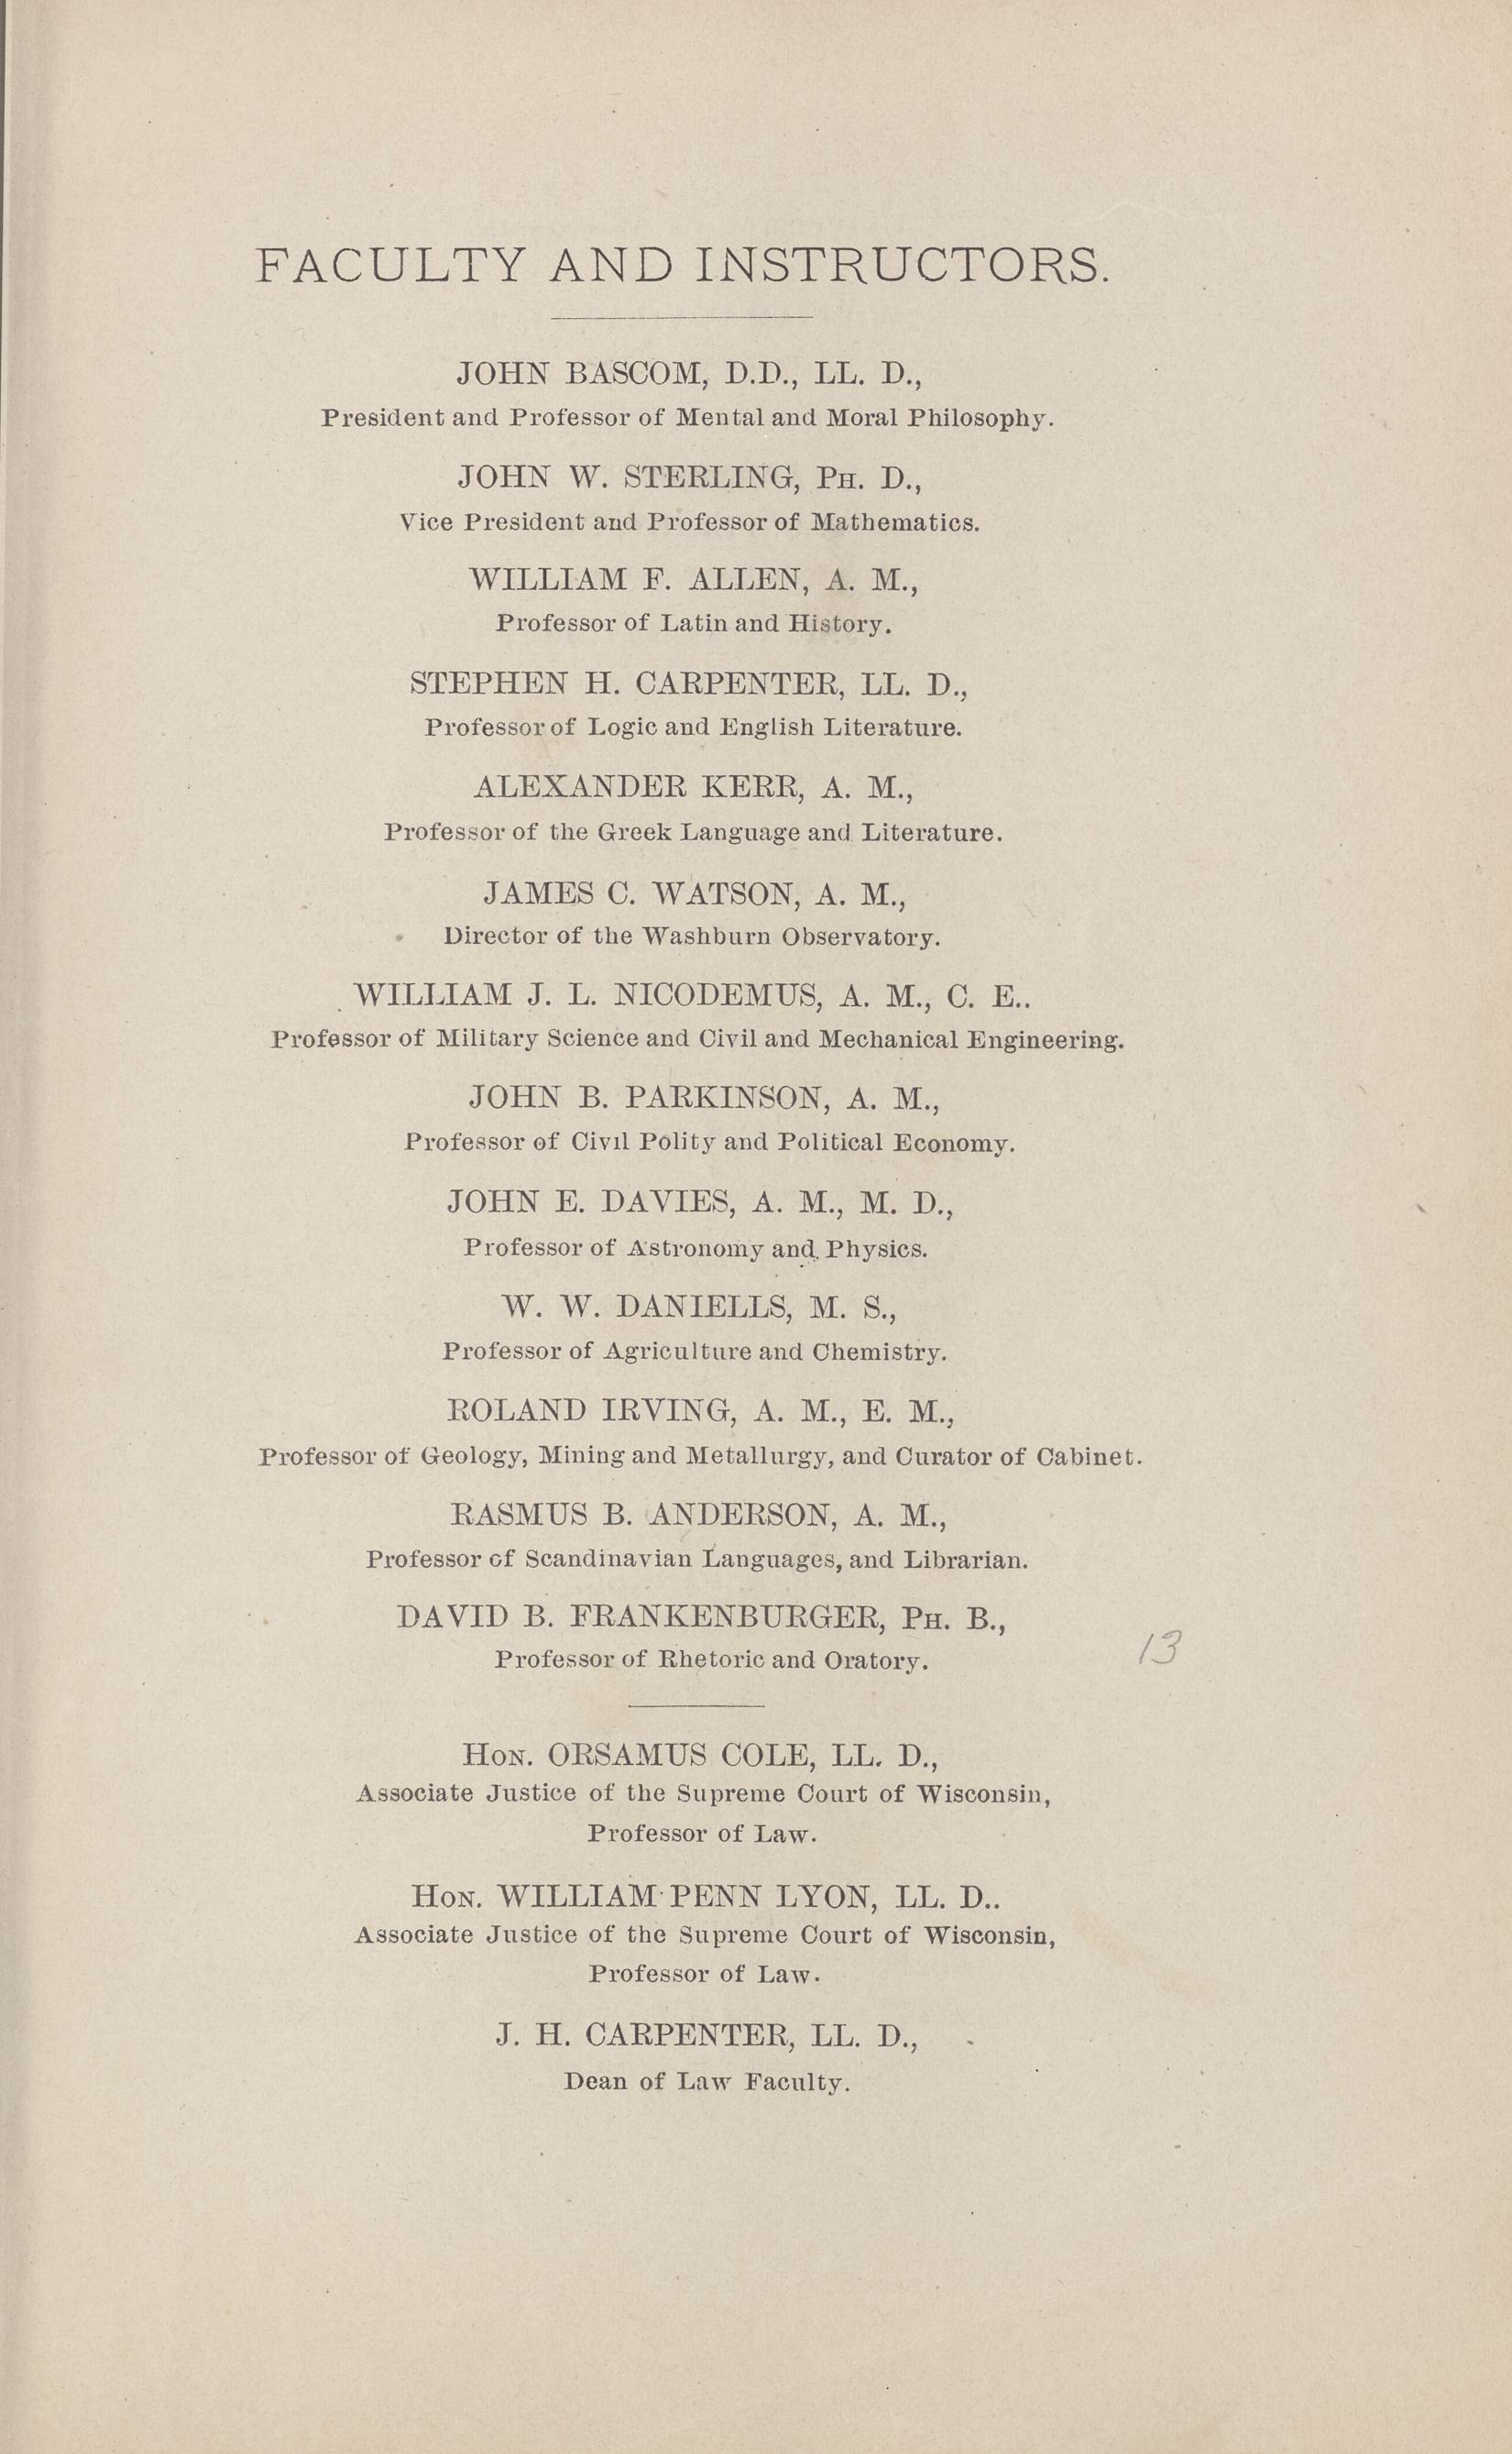 FACULTY AND INSTRUCTORS.
JOHN BASCOM, D.D., LL. D.,
President and Professor of Mental and Moral Philosophy.
JOHN W. STERLING, PH. D.,
Vice President and Professor of Mathematics.
WILLIAM F. ALLEN, A. M.,
Professor of Latin and History.
STEPHEN H. CARPENTER, LL. D.,
Professor of Logic and English Literature.
ALEXANDER KERR, A. M.,
Professor of the Greek Language and Literature.
JAMES C. WATSON, A. M.,
Director of the Washburn Observatory.
WILLIAM J. L. NICODEMUS, A. M., C. E..
Professor of Military Science and Civil and Mechanical Engineering.
JOHN B. PARKINSON, A. M.,
Professor of Civil Polity and Political Economy.
JOHN E. DAVIES, A. M., M. D.,
Professor of Astronomy and Physics.
W. W. DANIELLS, M. S.,
Professor of Agriculture and Chemistry.
ROLAND IRVING, A. M., E. M.,
Professor of Geology, Mining and Metallurgy, and Curator of Cabinet.
RASMUS B. ANDERSON, A. M.,
Professor of Scandinavian Languages, and Librarian.
DAVID B. FRANKENBURGER, PH. B.,
Professor of Rhetoric and Oratory.
13
HON. ORSAMUS COLE, LL. D.,
Associate Justice of the Supreme Court of Wisconsin,
Professor of Law.
HON. WILLIAM PENN LYON, LL. D..
Associate Justice of the Supreme Court of Wisconsin,
Professor of Law.
J. H. CARPENTER, LL. D.,
Dean of Law Faculty.